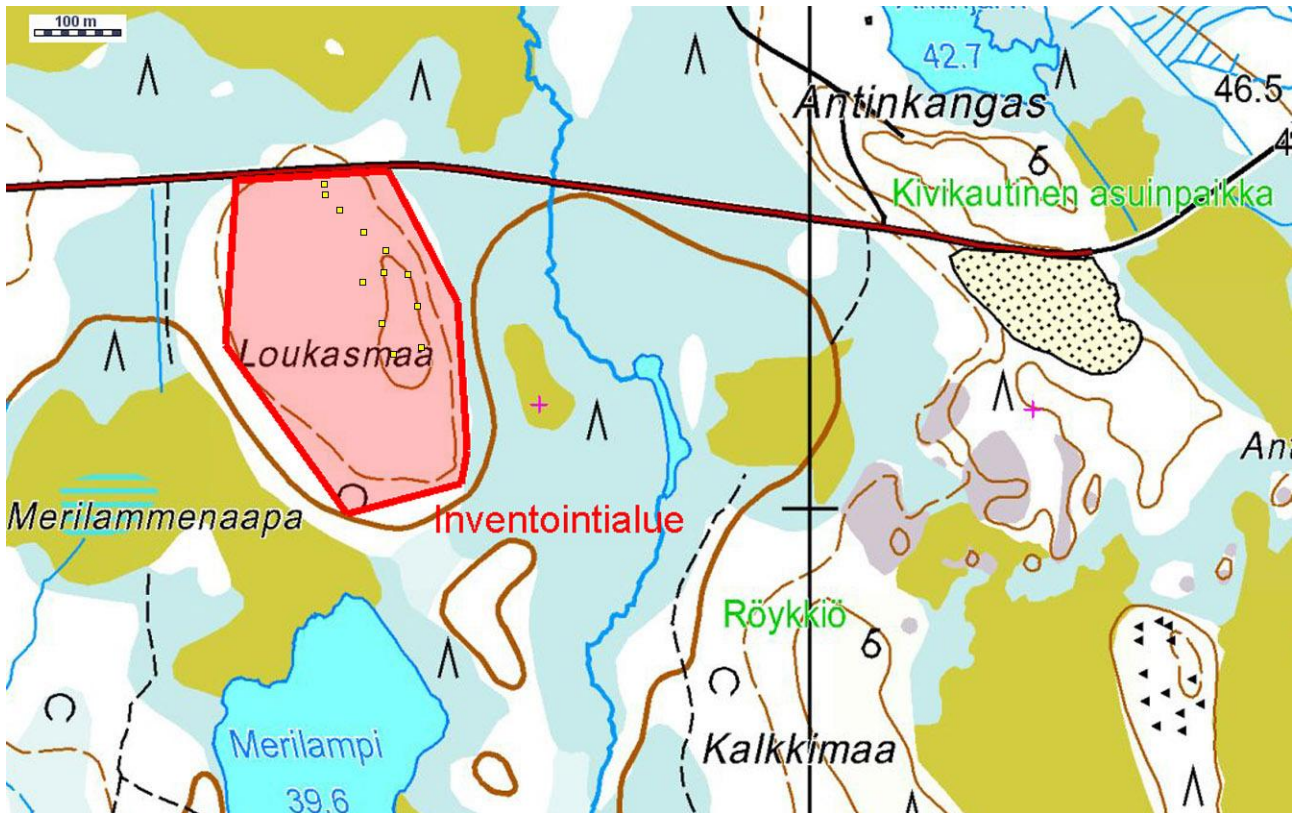 100 m
42.7
Antinkangas
46.5
Kivikautinen asuinpaikka
Loukasmaa
Merilammenaapa
Inventointialue
Röykkiö
Kalkkimaa
Merilampi
39.6